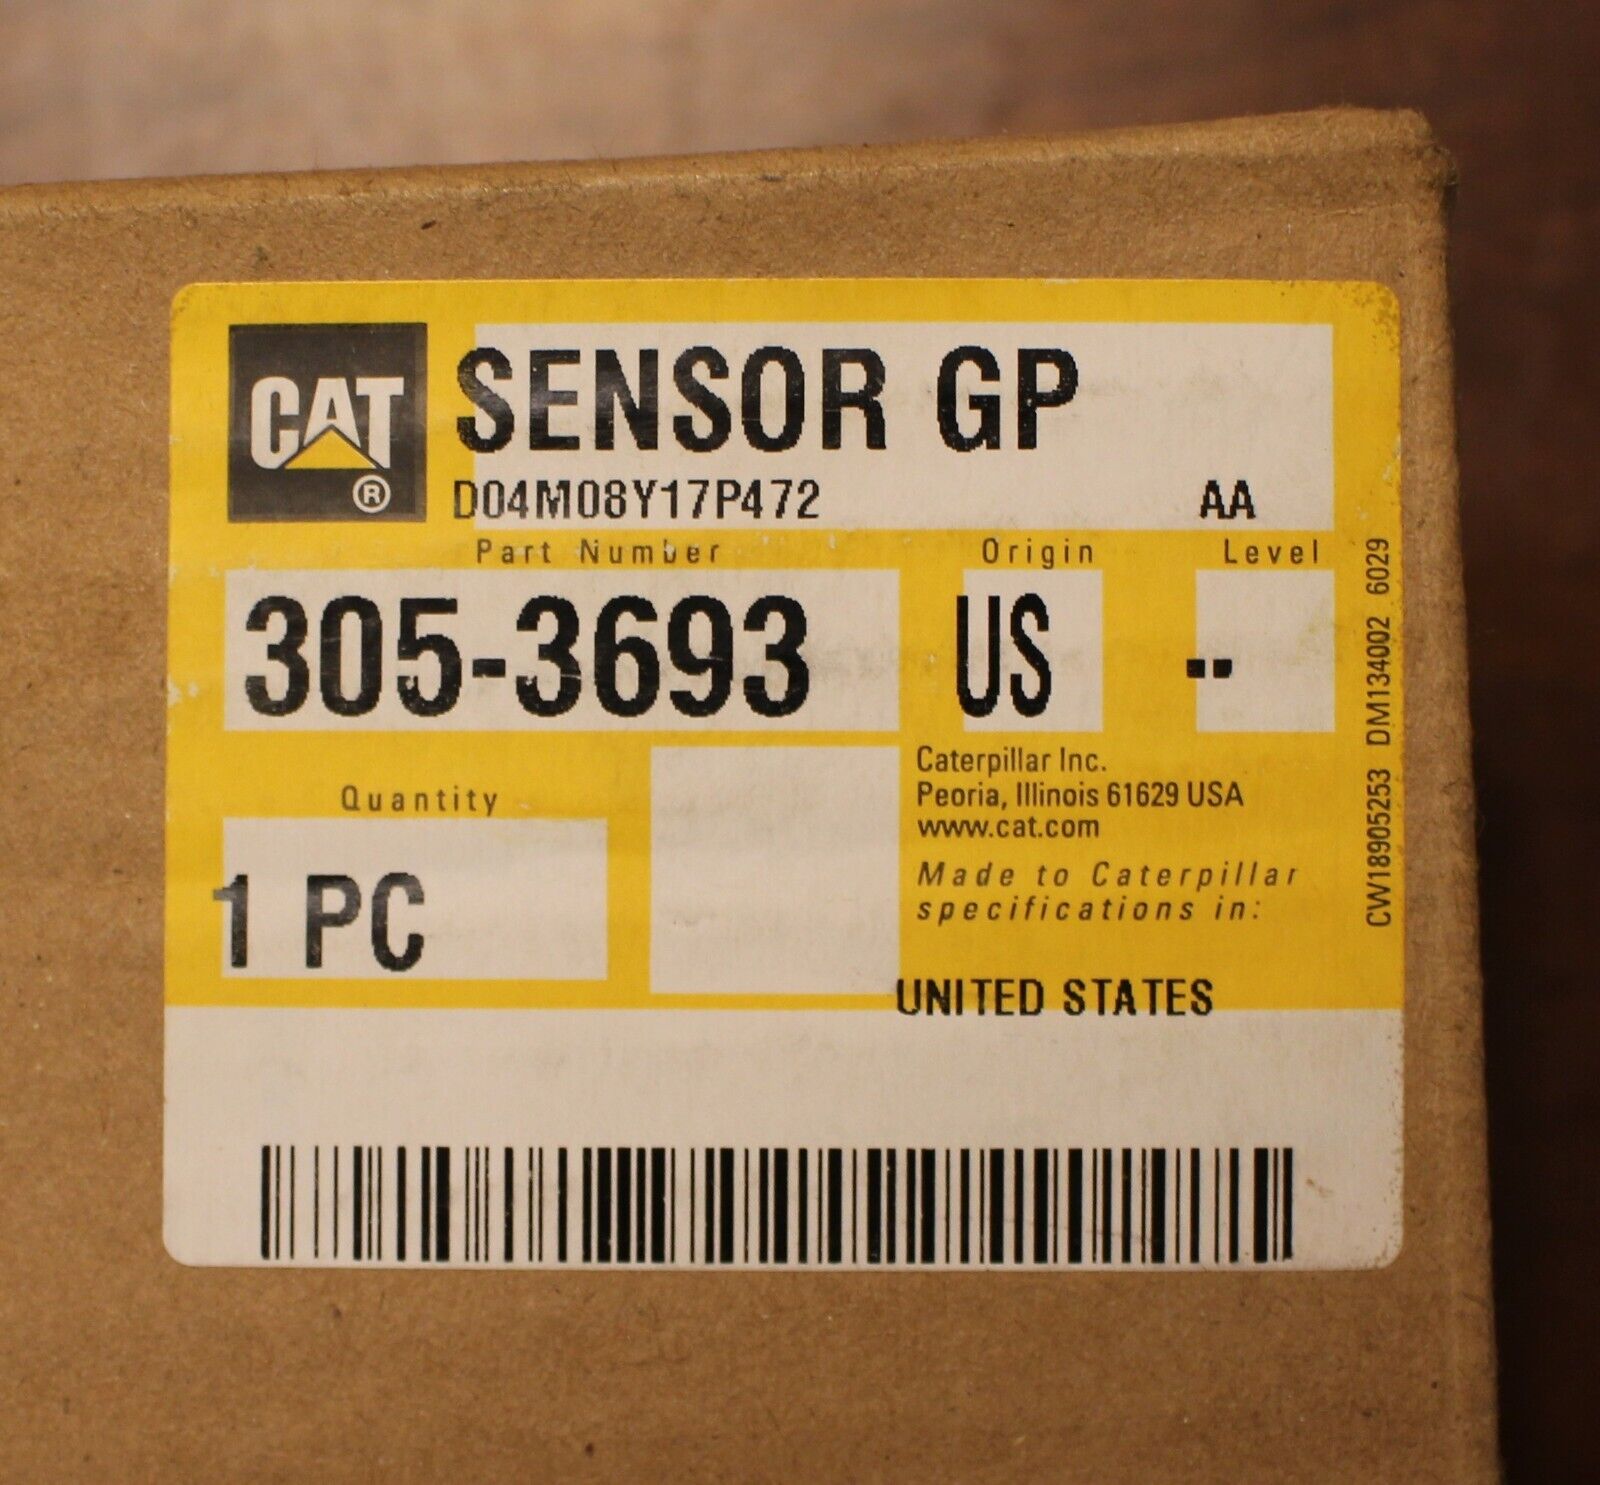 CAT
®
SENSOR GP
D04M08Y17P472 AA
Part Number Origin Level
305-3693 US --
Quantity
1 PC
Caterpillar Inc.
Peoria, Illinois 61629 USA
www.cat.com
Made to Caterpillar
specifications in:
UNITED STATES
CW18905253 DM134002 6029